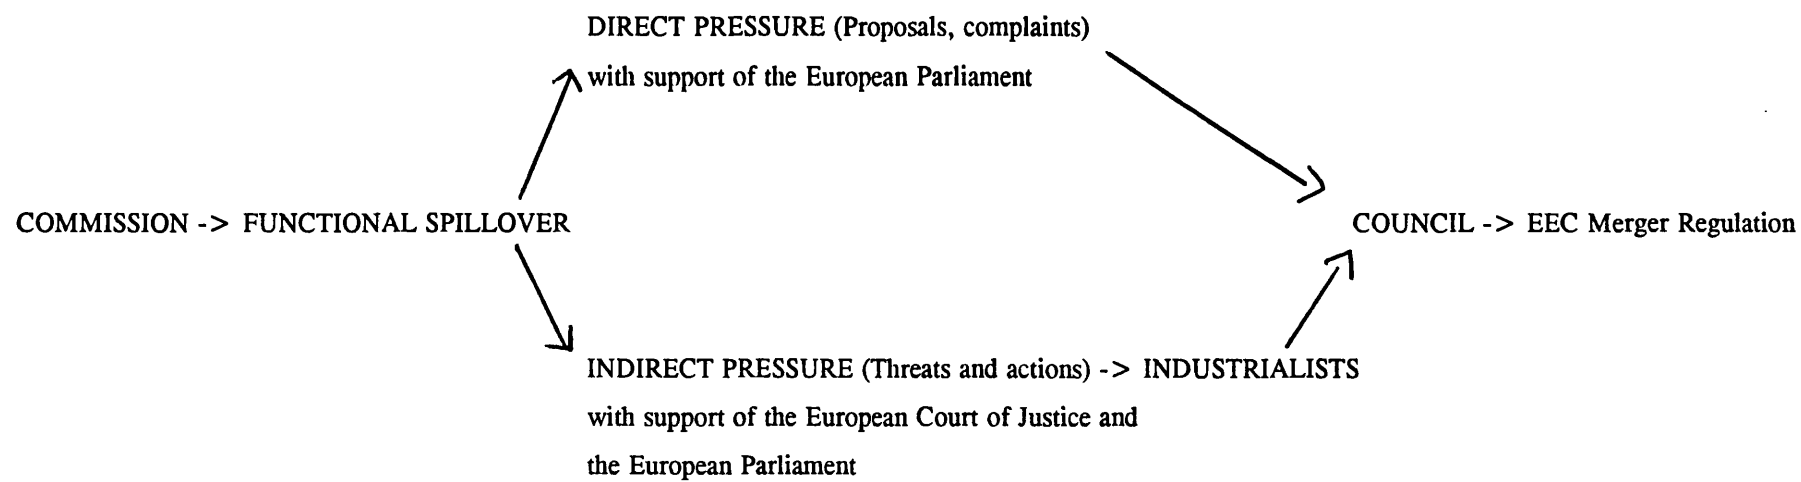 DIRECT PRESSURE (Proposals, complaints)
with support of the European Parliament
COMMISSION -> FUNCTIONAL SPILLOVER
COUNCIL -> EEC Merger Regulation
INDIRECT PRESSURE (Threats and actions) -> INDUSTRIALISTS
with support of the European Court of Justice and
the European Parliament